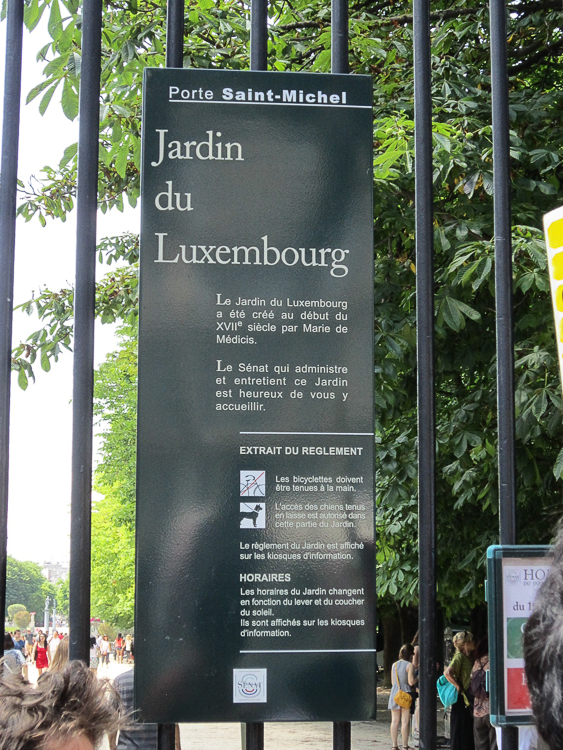 Porte Saint-Michel
Jardin
du
Luxembourg
Le Jardin du Luxembourg
a été créé au début du
XVIIe siècle par Marie de
Médicis.
Le Sénat qui administre
et entretient ce Jardin
est heureux de vous y
accueillir.
EXTRAIT DU REGLEMENT
Les bicyclettes doivent
être tenues à la main.
L'accès des chiens tenus
en laisse est autorisé dans
cette partie du Jardin.
Le règlement du Jardin est affiché
sur les kiosques d'information.
HORAIRES
Les horaires du Jardin changent
en fonction du lever et du coucher
du soleil.
Ils sont affichés sur les kiosques
d'information.
SÉNAT
HO
du 1